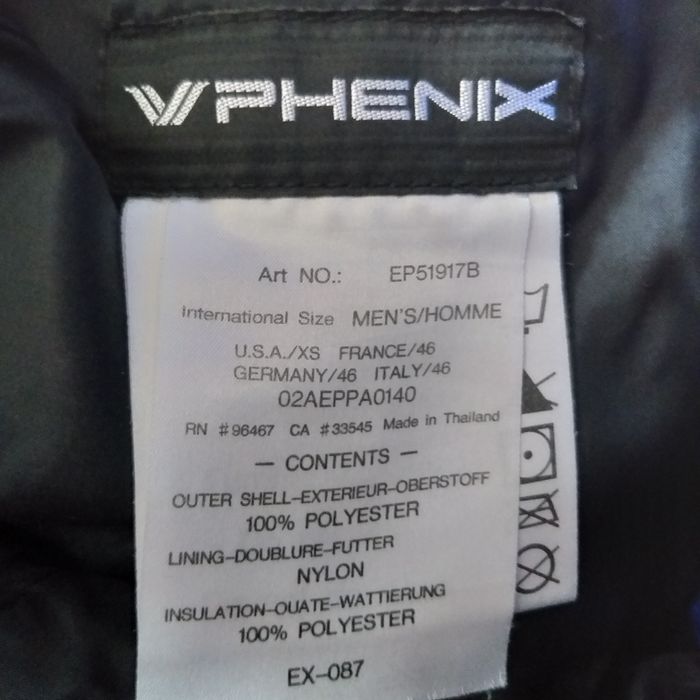 PHENIX
Art NO.: EP51917B
International Size MEN'S/HOMME
U.S.A./XS FRANCE/46
GERMANY/46 ITALY/46
02AEPPA0140
RN #96467 CA #33545 Made in Thailand
— CONTENTS —
OUTER SHELL-EXTERIEUR-OBERSTOFF
100% POLYESTER
LINING-DOUBLURE-FUTTER
NYLON
INSULATION-OUATE-WATTIERUNG
100% POLYESTER
EX-087